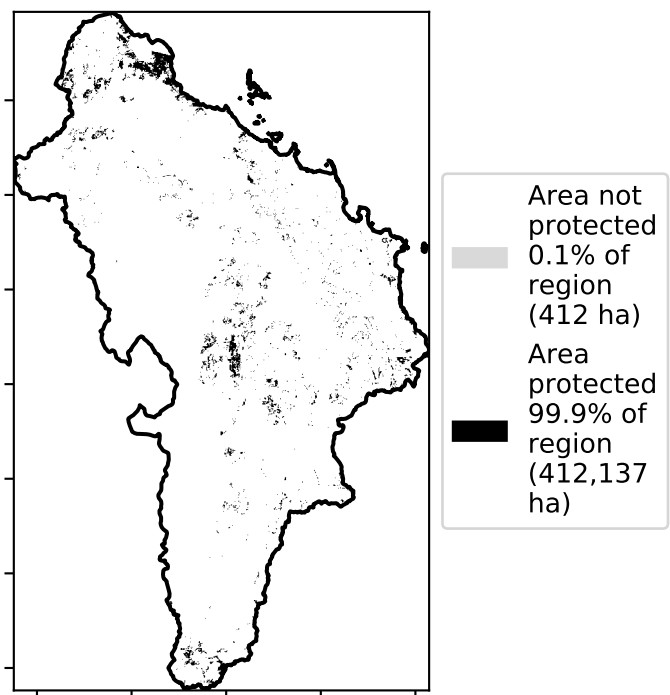 Area not
protected
0.1% of
region
(412 ha)
Area
protected
99.9% of
region
(412,137
ha)